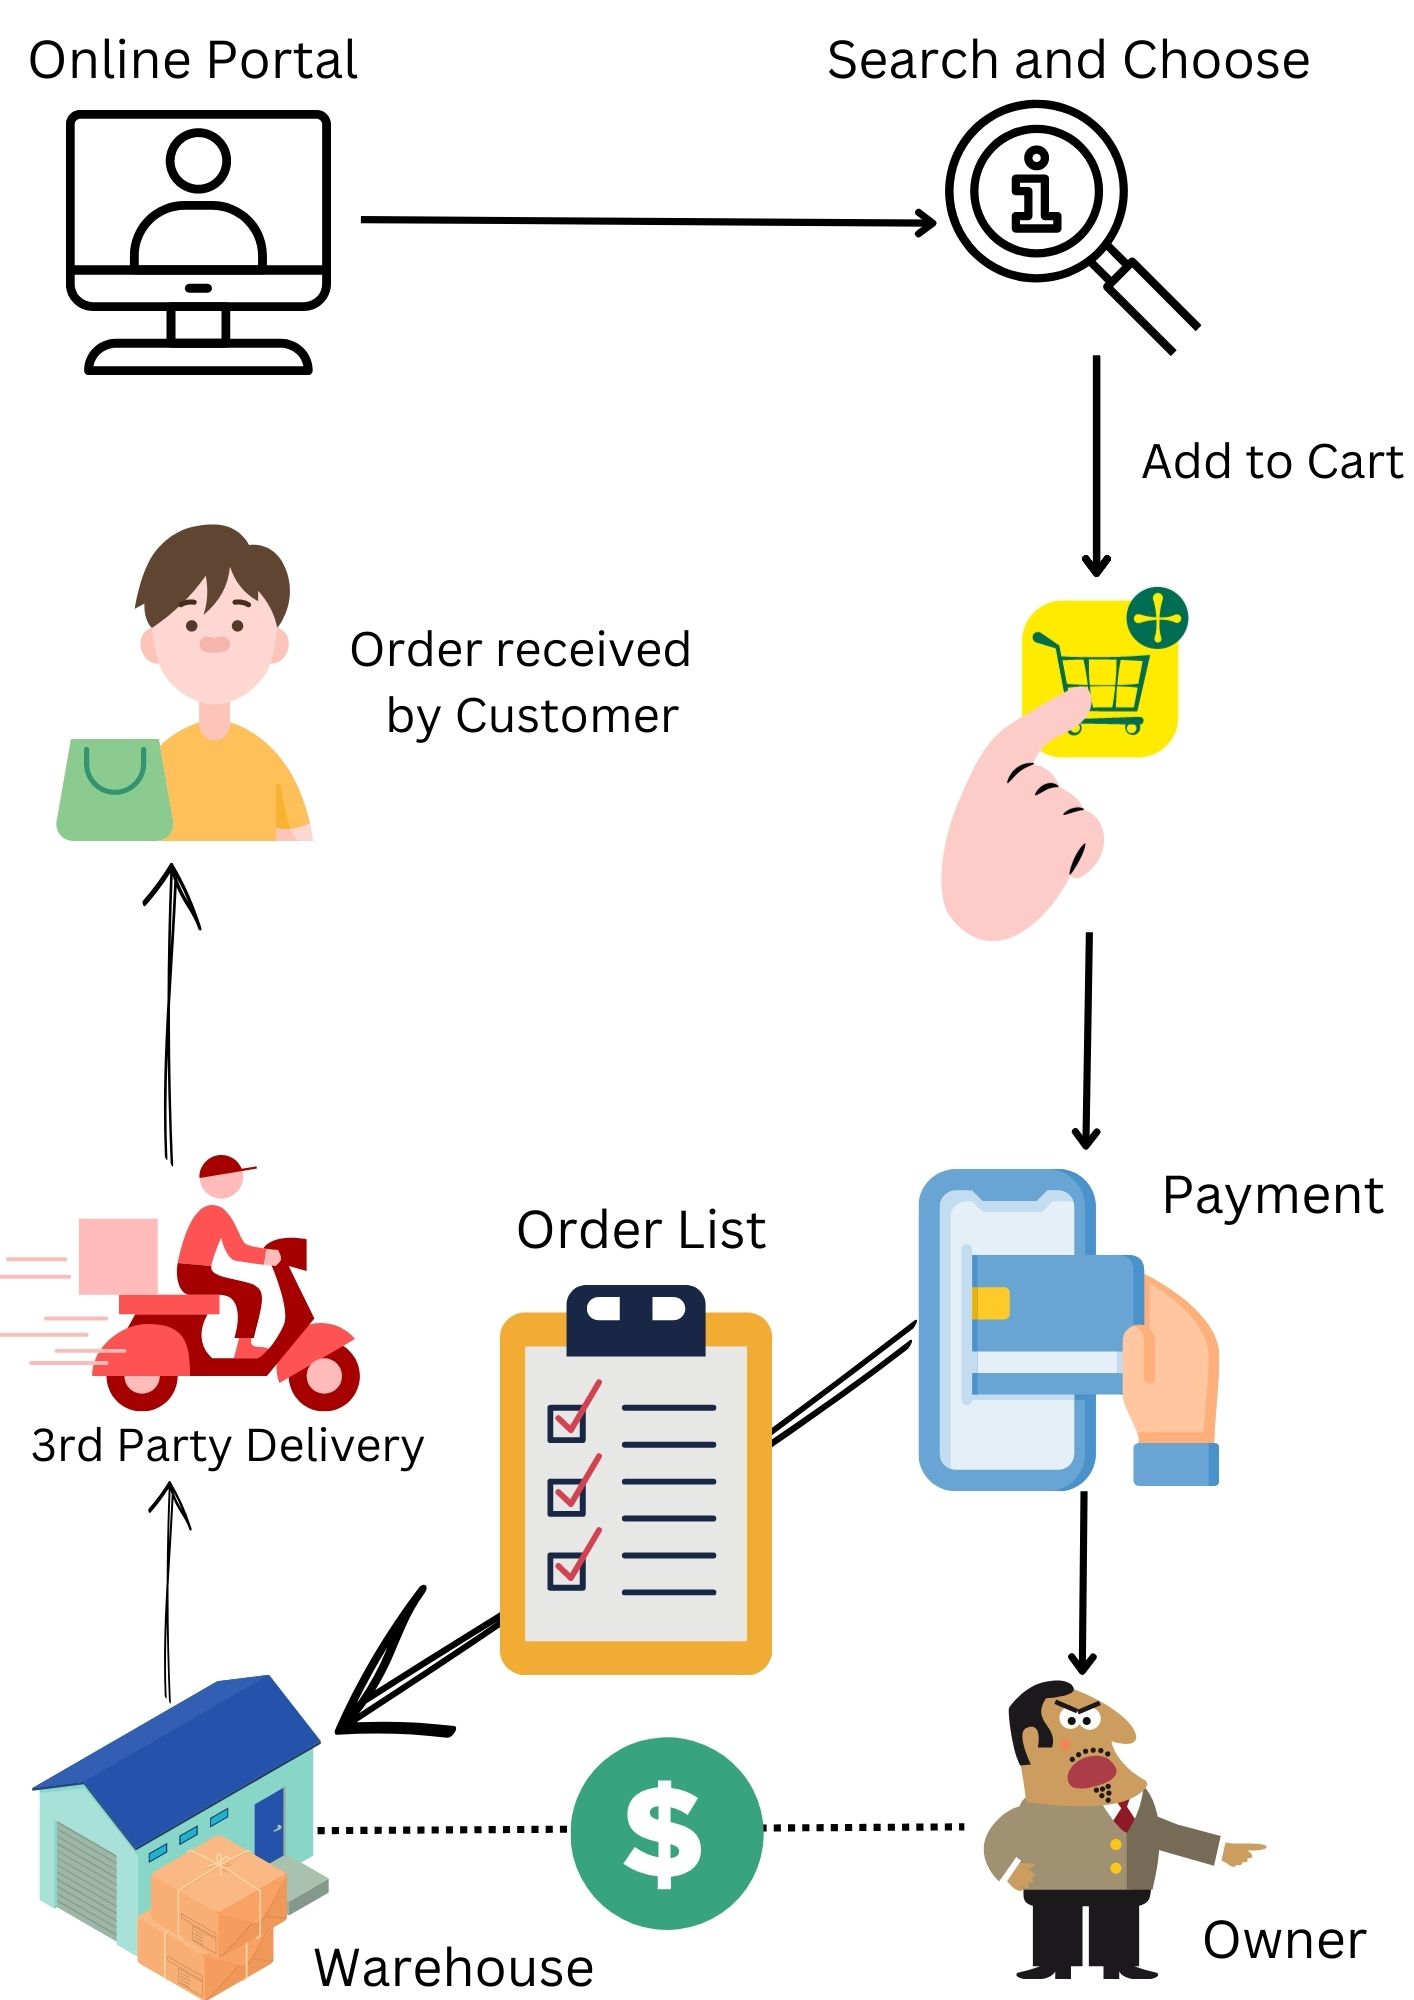 Online Portal
Search and Choose
Add to Cart
Order received
by Customer
Payment
Order List
3rd Party Delivery
$
Owner
Warehouse